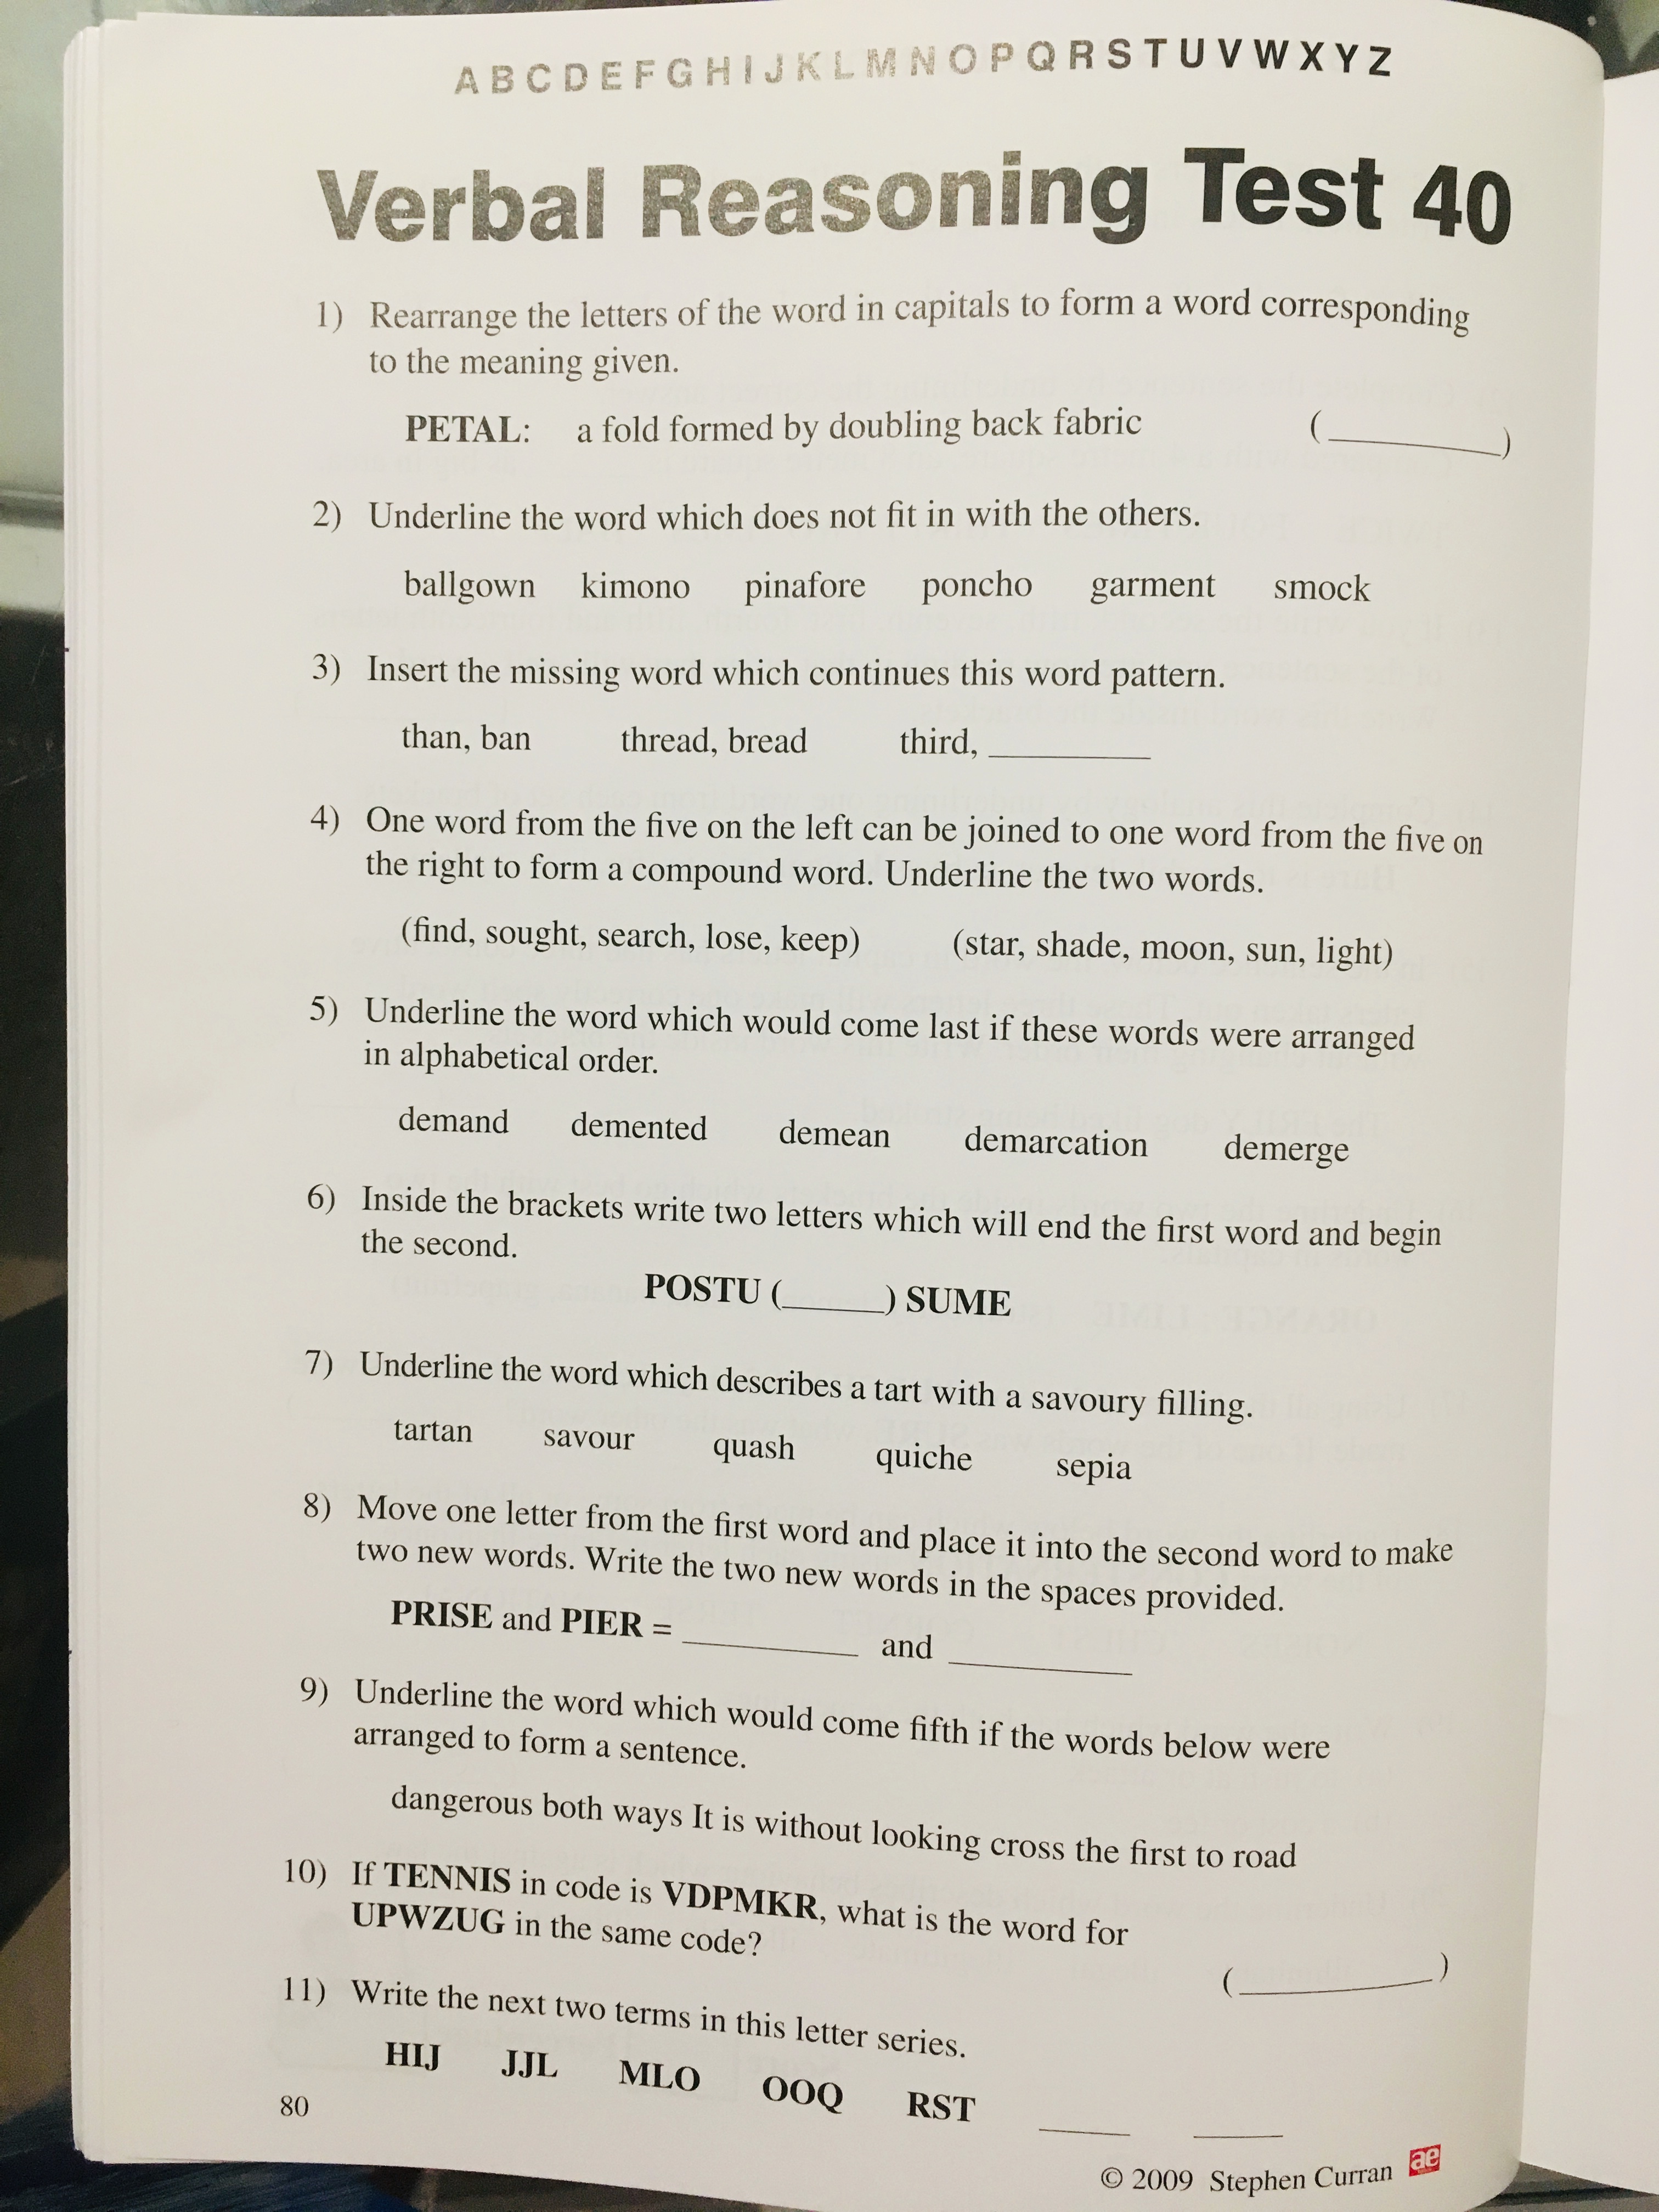 A B C D E F G H I J K L M N O P Q R S T U V W X Y Z
Verbal Reasoning Test 40
1) Rearrange the letters of the word in capitals to form a word corresponding
to the meaning given.
PETAL: a fold formed by doubling back fabric (__________)
2) Underline the word which does not fit in with the others.
ballgown kimono pinafore poncho garment smock
3) Insert the missing word which continues this word pattern.
than, ban thread, bread third, __________
4) One word from the five on the left can be joined to one word from the five on
the right to form a compound word. Underline the two words.
(find, sought, search, lose, keep) (star, shade, moon, sun, light)
5) Underline the word which would come last if these words were arranged
in alphabetical order.
demand demented demean demarcation demerge
6) Inside the brackets write two letters which will end the first word and begin
the second.
POSTU (______) SUME
7) Underline the word which describes a tart with a savoury filling.
tartan savour quash quiche sepia
8) Move one letter from the first word and place it into the second word to make
two new words. Write the two new words in the spaces provided.
PRISE and PIER = __________ and __________
9) Underline the word which would come fifth if the words below were
arranged to form a sentence.
dangerous both ways It is without looking cross the first to road
10) If TENNIS in code is VDPMKR, what is the word for
UPWZUG in the same code? (__________)
11) Write the next two terms in this letter series.
HIJ JJL MLO OOQ RST _____ _____
80
© 2009 Stephen Curran ae